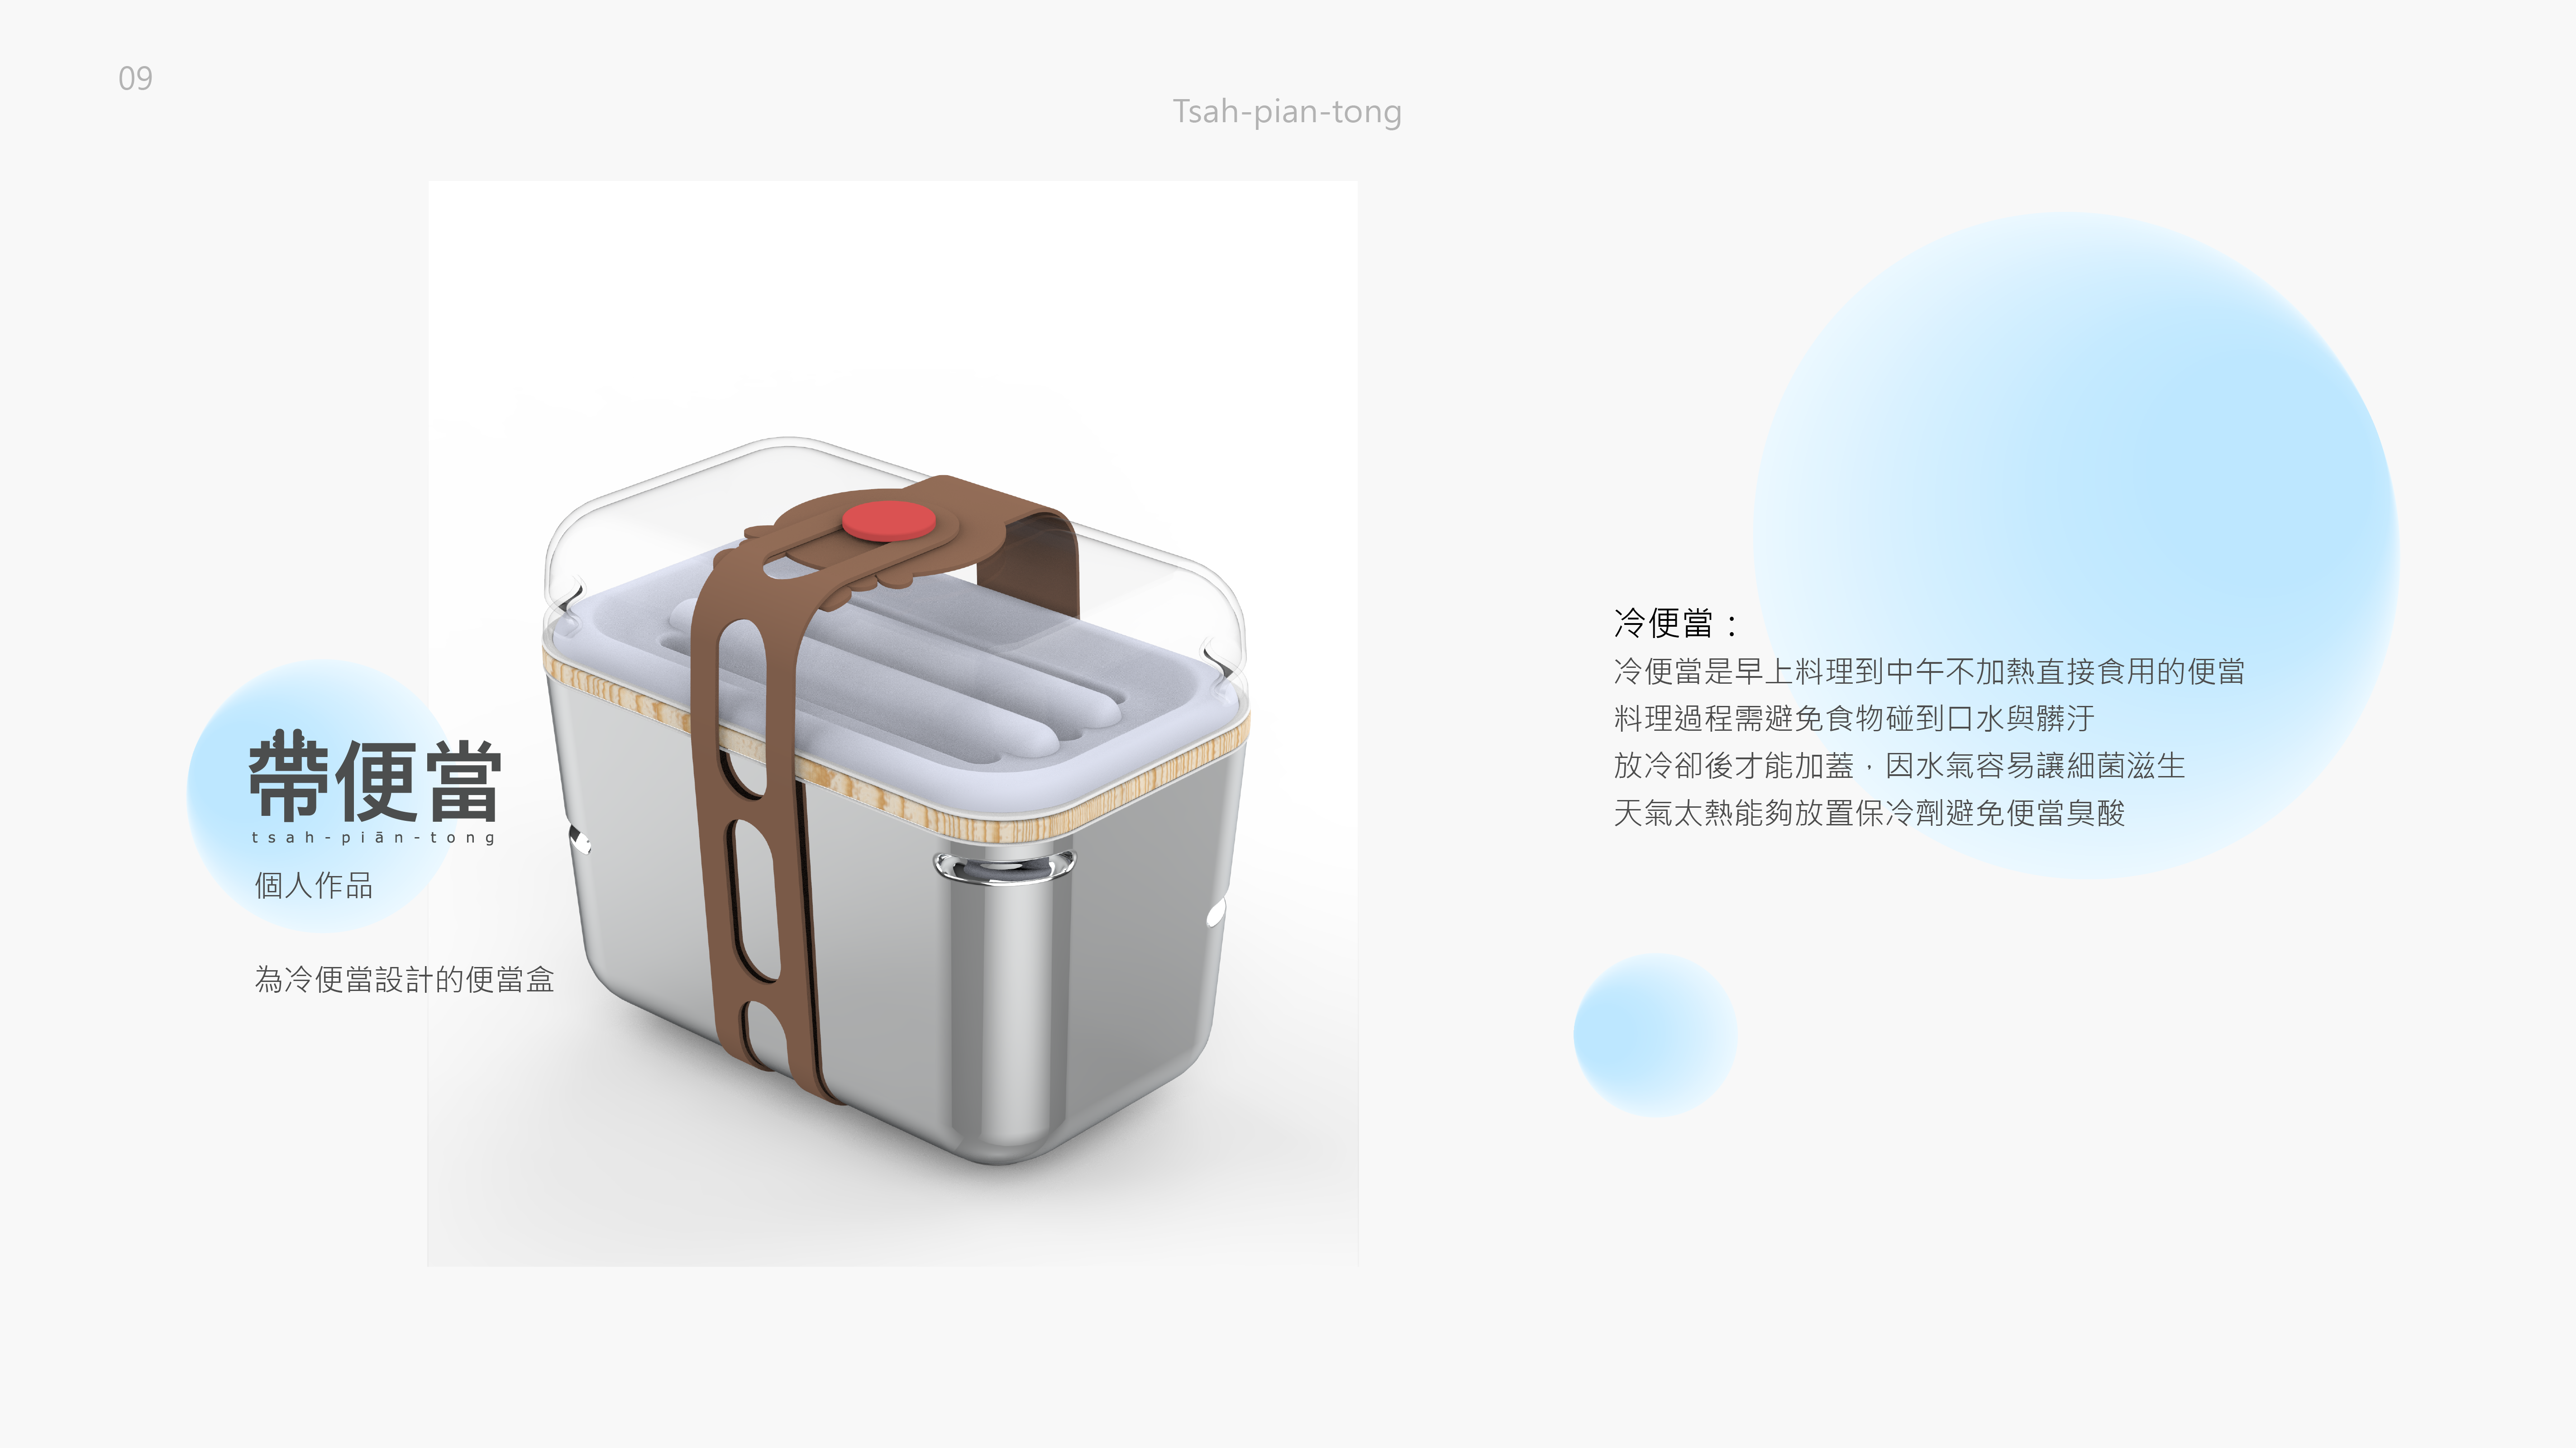 09
Tsah-pian-tong
帶便當
tsah-piān-tong
個人作品
為冷便當設計的便當盒
冷便當：
冷便當是早上料理到中午不加熱直接食用的便當
料理過程需避免食物碰到口水與髒汙
放冷卻後才能加蓋，因水氣容易讓細菌滋生
天氣太熱能夠放置保冷劑避免便當臭酸